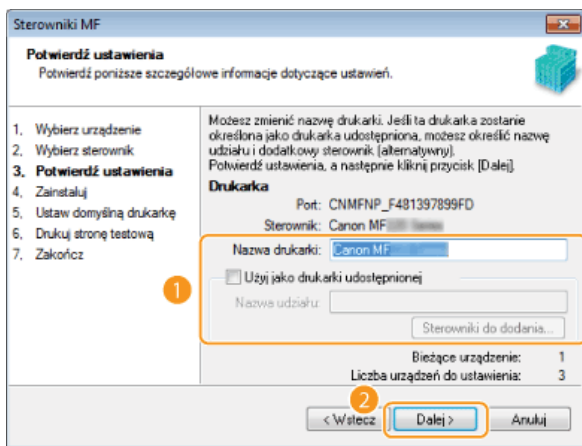 Sterowniki MF
Potwierdź ustawienia
Potwierdź poniższe szczegółowe informacje dotyczące ustawień.
1. Wybierz urządzenie
2. Wybierz sterownik
3. Potwierdź ustawienia
4. Zainstaluj
5. Ustaw domyślną drukarkę
6. Drukuj stronę testową
7. Zakończ
Możesz zmienić nazwę drukarki. Jeśli ta drukarka zostanie
określona jako drukarka udostępniona, możesz określić nazwę
udziału i dodatkowy sterownik (alternatywny).
Potwierdź ustawienia, a następnie kliknij przycisk [Dalej].
Drukarka
Port: CNMFNP_F481397899FD
Sterownik: Canon MF
Nazwa drukarki: Canon MF
1
Użyj jako drukarki udostępnionej
Nazwa udziału:
Sterowniki do dodania...
Bieżące urządzenie: 1
Liczba urządzeń do ustawienia: 3
2
< Wstecz
Dalej >
Anuluj